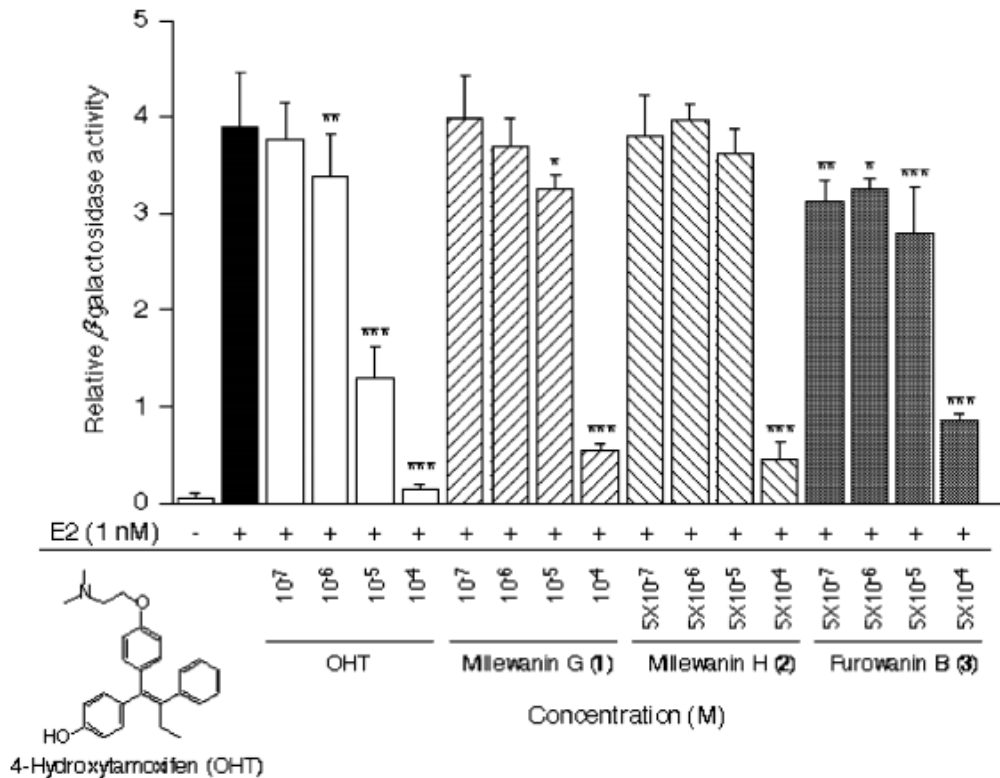 Relative β-galactosidase activity
5
4
3
2
1
0
**
***
***
*
***
***
**
*
***
***
E2 (1 nM) - + + + + + + + + + + + + + + + + +
10-7 10-6 10-5 10-4 10-7 10-6 10-5 10-4 5X10-7 5X10-6 5X10-5 5X10-4 5X10-7 5X10-6 5X10-5 5X10-4
OHT Millewanin G (1) Millewanin H (2) Furowanin B (3)
Concentration (M)
N
O
HO
4-Hydroxytamoxifen (OHT)